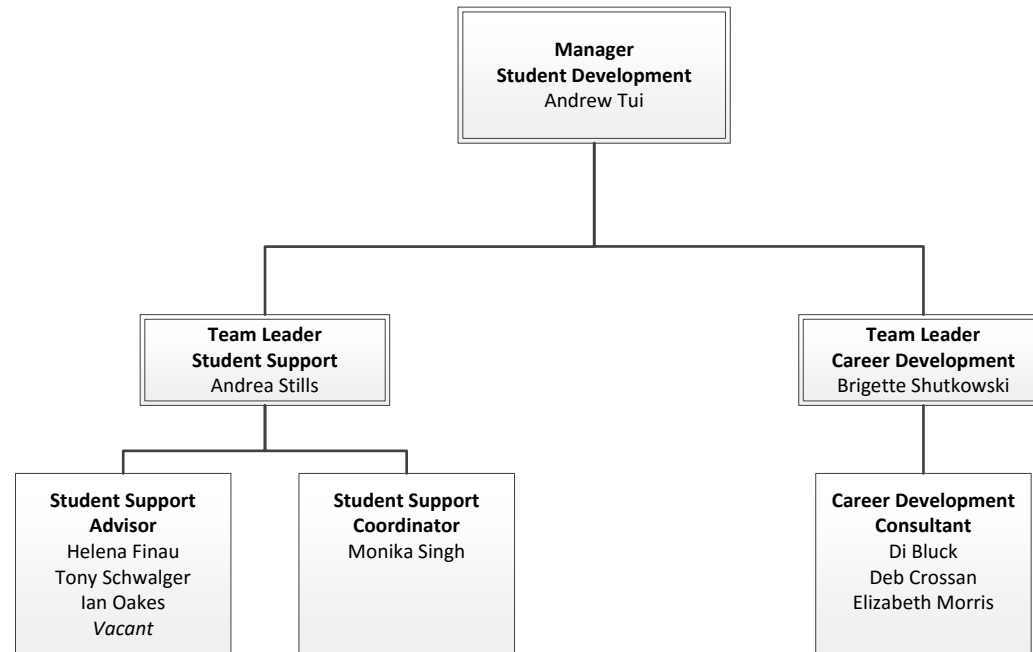 Manager
Student Development
Andrew Tui
Team Leader
Student Support
Andrea Stills
Team Leader
Career Development
Brigette Shutkowski
Student Support
Advisor
Helena Finau
Tony Schwalger
Ian Oakes
Vacant
Student Support
Coordinator
Monika Singh
Career Development
Consultant
Di Bluck
Deb Crossan
Elizabeth Morris